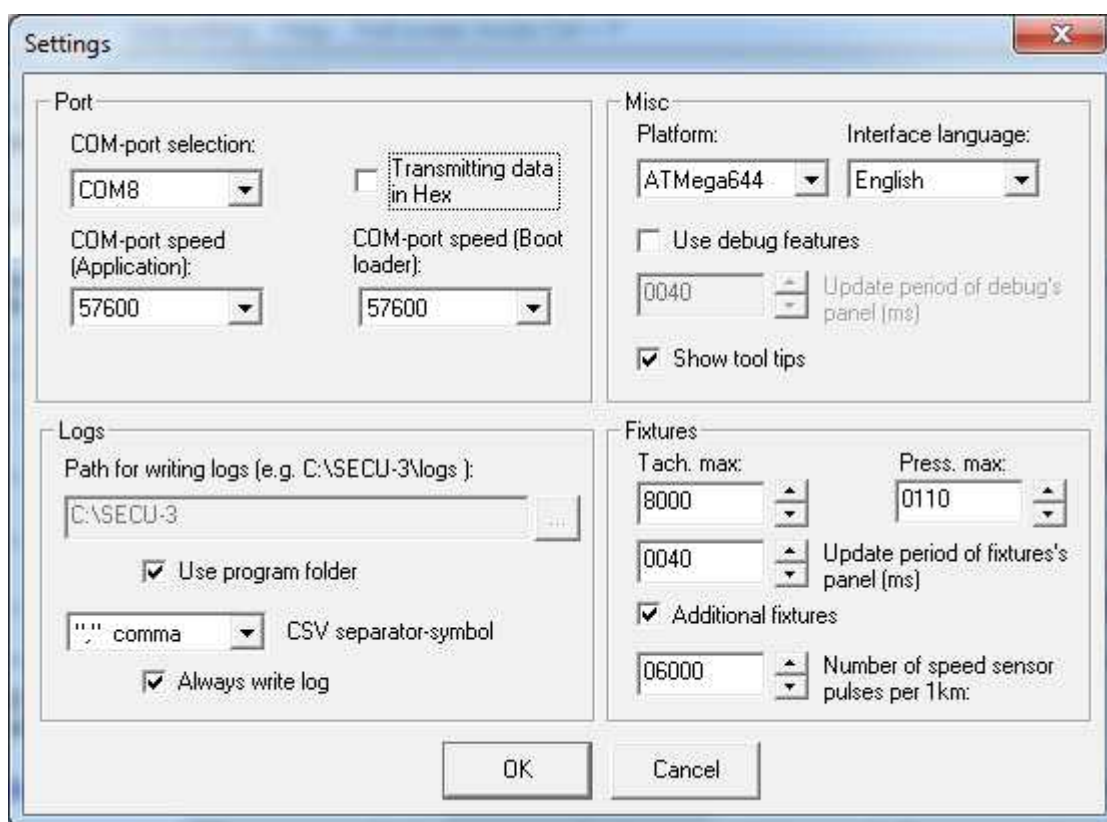 Settings
Port
COM-port selection:
COM8
Transmitting data
in Hex
COM-port speed
(Application):
57600
COM-port speed (Boot
loader):
57600
Misc
Platform:
ATMega644
Interface language:
English
Use debug features
0040
Update period of debug's
panel (ms)
Show tool tips
Logs
Path for writing logs (e.g. C:\SECU-3\logs ):
C:\SECU-3
...
Use program folder
"," comma
CSV separator-symbol
Always write log
Fixtures
Tach. max:
8000
Press. max:
0110
0040
Update period of fixtures's
panel (ms)
Additional fixtures
06000
Number of speed sensor
pulses per 1km:
OK
Cancel